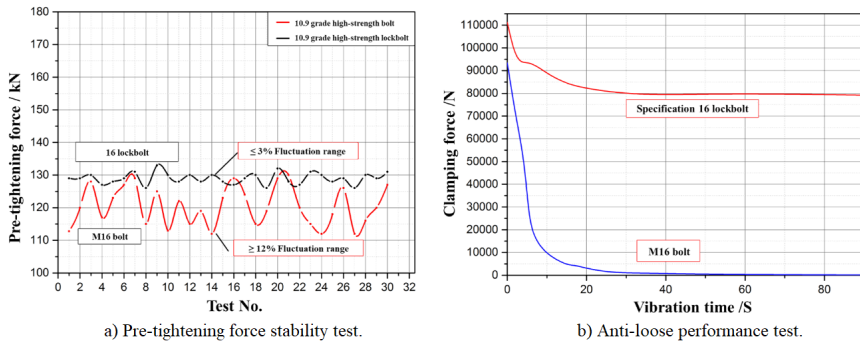 180
170
160
150
140
130
120
110
100
Pre-tightening force / kN
10.9 grade high-strength bolt
10.9 grade high-strength lockbolt
16 lockbolt
≤ 3% Fluctuation range
M16 bolt
≥ 12% Fluctuation range
0 2 4 6 8 10 12 14 16 18 20 22 24 26 28 30 32
Test No.
a) Pre-tightening force stability test.
110000
100000
90000
80000
70000
60000
50000
40000
30000
20000
10000
0
Clamping force /N
Specification 16 lockbolt
M16 bolt
0 20 40 60 80
Vibration time /S
b) Anti-loose performance test.